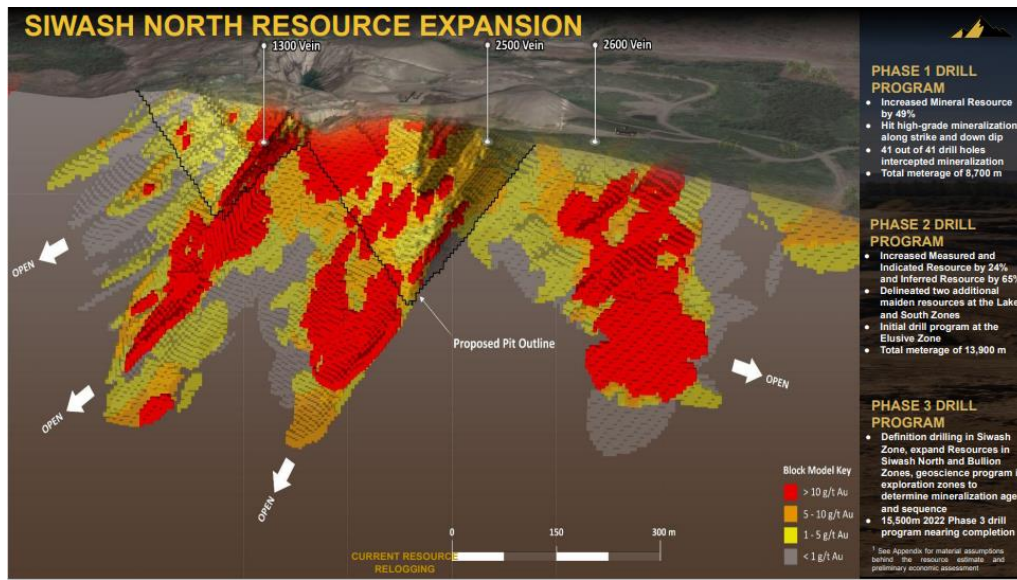 SIWASH NORTH RESOURCE EXPANSION
1300 Vein
2500 Vein
2600 Vein
OPEN
OPEN
OPEN
OPEN
Proposed Pit Outline
Block Model Key
> 10 g/t Au
5 - 10 g/t Au
1 - 5 g/t Au
< 1 g/t Au
0 150 300 m
CURRENT RESOURCE
RELOGGING
PHASE 1 DRILL
PROGRAM
● Increased Mineral Resource
by 49%
● Hit high-grade mineralization
along strike and down dip
● 41 out of 41 drill holes
intercepted mineralization
● Total meterage of 8,700 m
PHASE 2 DRILL
PROGRAM
● Increased Measured and
Indicated Resource by 24%
and Inferred Resource by 65%
● Delineated two additional
maiden resources at the Lake
and South Zones
● Initial drill program at the
Elusive Zone
● Total meterage of 13,900 m
PHASE 3 DRILL
PROGRAM
● Definition drilling in Siwash
Zone, expand Resources in
Siwash North and Bullion
Zones, geoscience program i
exploration zones to
determine mineralization age
and sequence
● 15,500m 2022 Phase 3 drill
program nearing completion
1 See Appendix for material assumptions
behind the resource estimate and
preliminary economic assessment